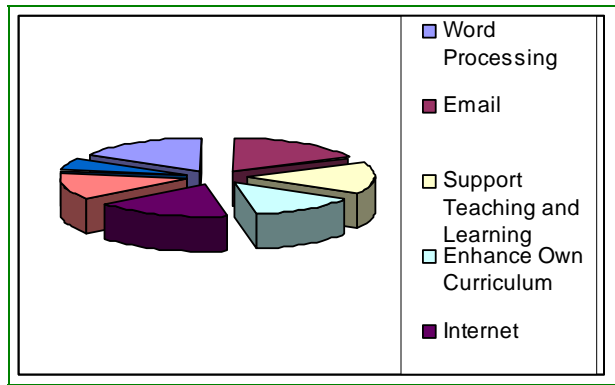 Word
Processing
Email
Support
Teaching and
Learning
Enhance Own
Curriculum
Internet